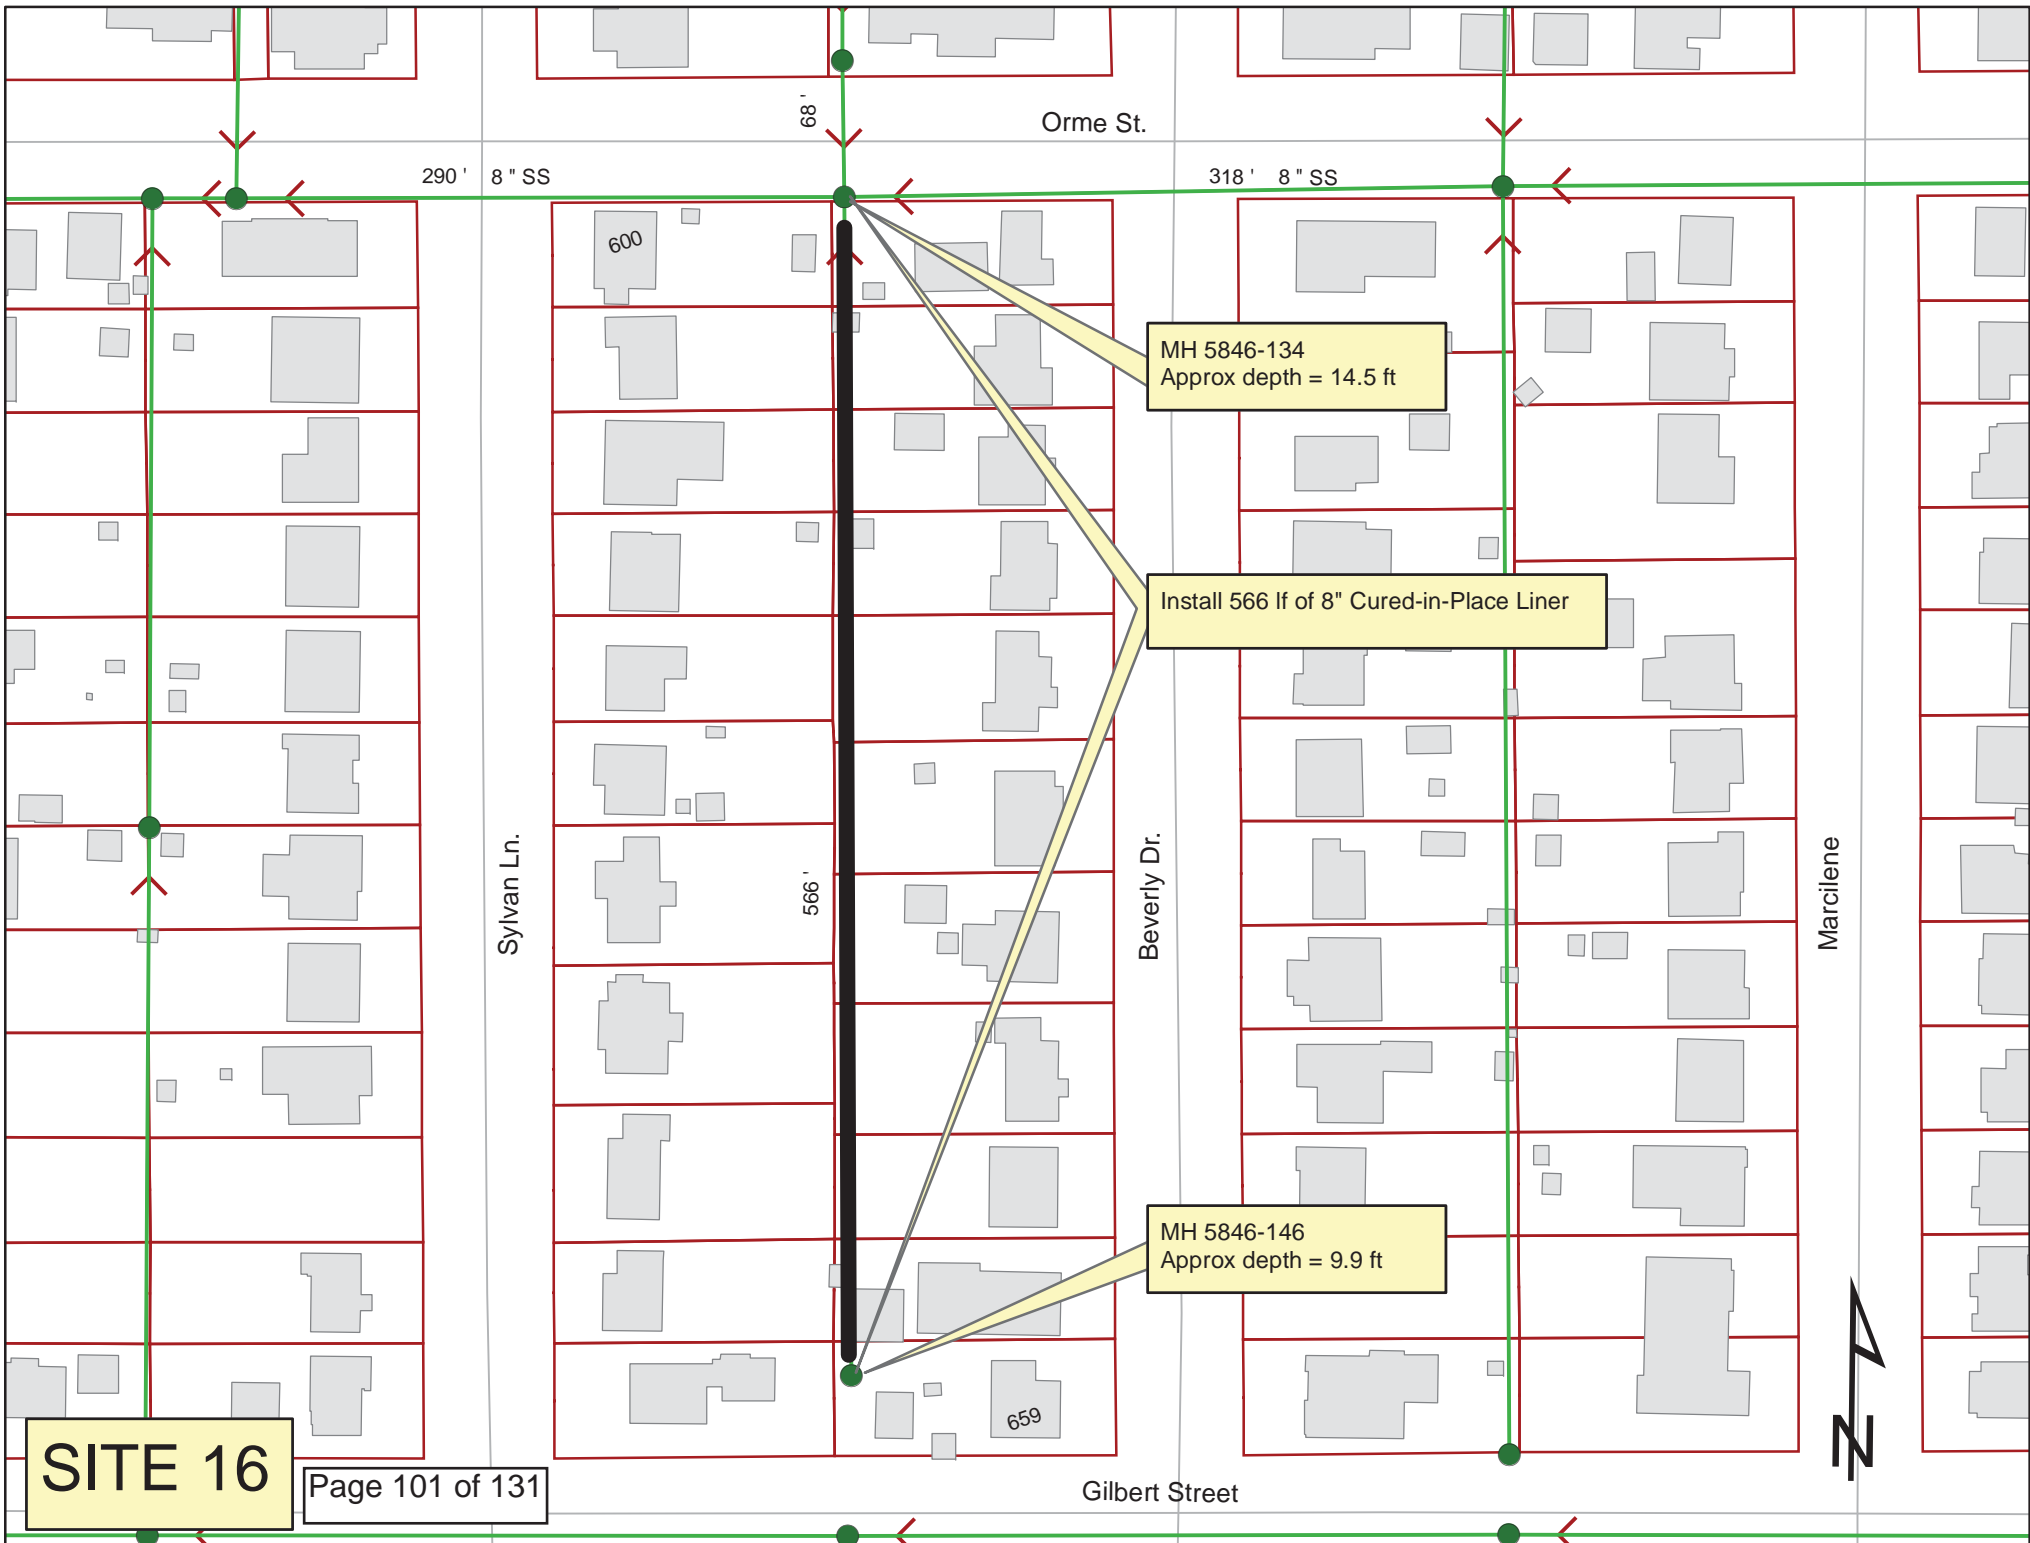 68 '
Orme St.
290 ' 8 " SS
318 ' 8 " SS
600
MH 5846-134
Approx depth = 14.5 ft
Install 566 lf of 8" Cured-in-Place Liner
Sylvan Ln.
566 '
Beverly Dr.
Marcilene
MH 5846-146
Approx depth = 9.9 ft
659
SITE 16
Page 101 of 131
Gilbert Street
N